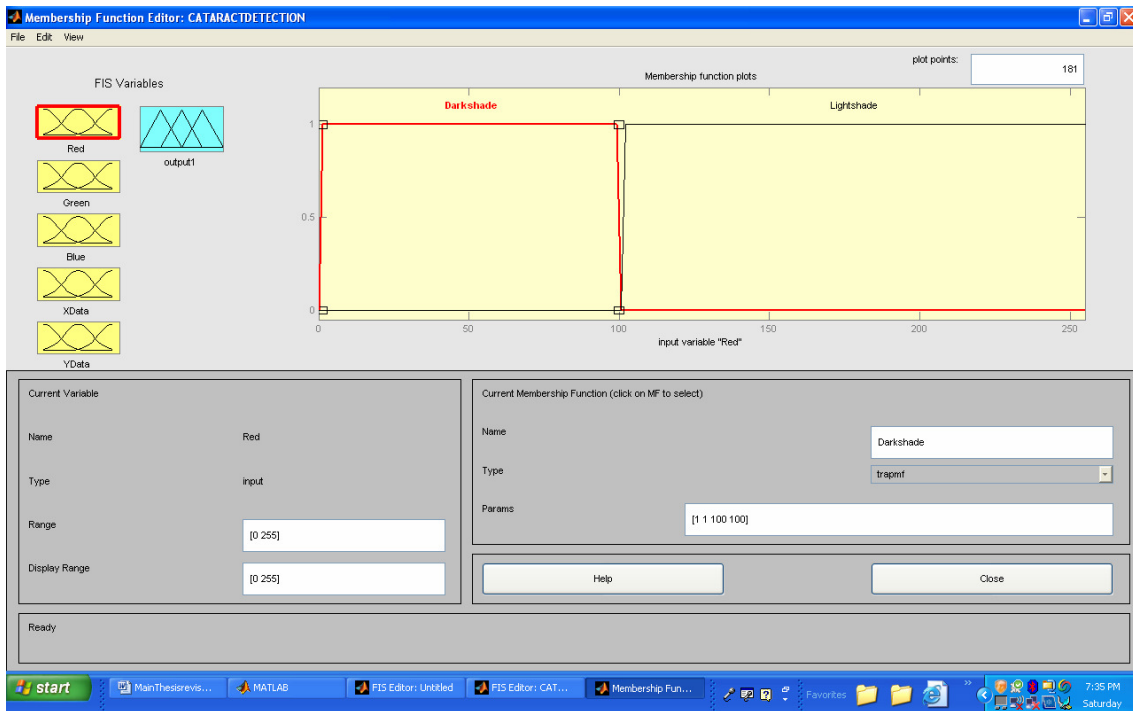 Membership Function Editor: CATARACTDETECTION
File Edit View
FIS Variables
Red
Green
Blue
XData
YData
output1
plot points:
181
Membership function plots
Darkshade
Lightshade
1
0.5
0
0 50 100 150 200 250
input variable "Red"
Current Variable
Name Red
Type input
Range [0 255]
Display Range [0 255]
Current Membership Function (click on MF to select)
Name Darkshade
Type trapmf
Params [1 1 100 100]
Help Close
Ready
start
MainThesisrevis...
MATLAB
FIS Editor: Untitled
FIS Editor: CAT...
Membership Fun...
Favorites
7:35 PM
Saturday